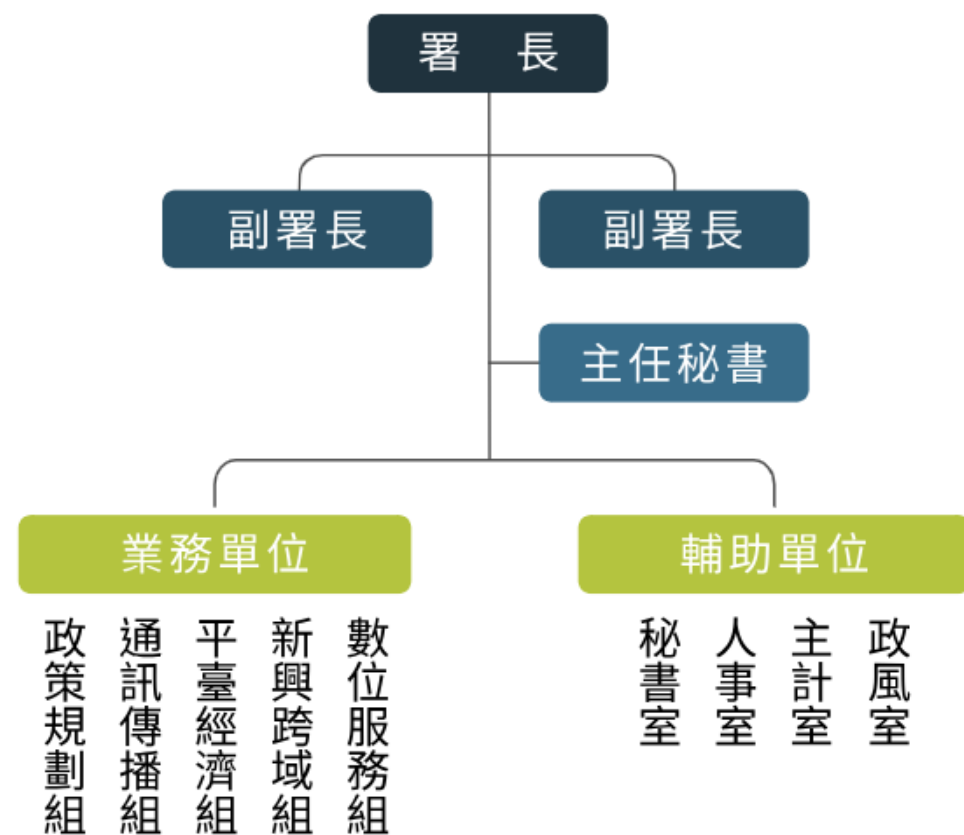 署 長
副署長
副署長
主任秘書
業務單位
政策規劃組
通訊傳播組
平臺經濟組
新興跨域組
數位服務組
輔助單位
秘書室
人事室
主計室
政風室